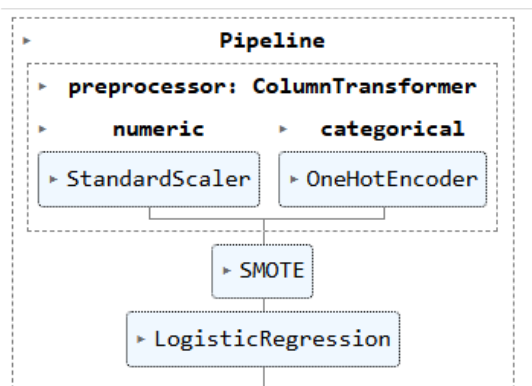 Pipeline
preprocessor: ColumnTransformer
numeric categorical
StandardScaler OneHotEncoder
SMOTE
LogisticRegression